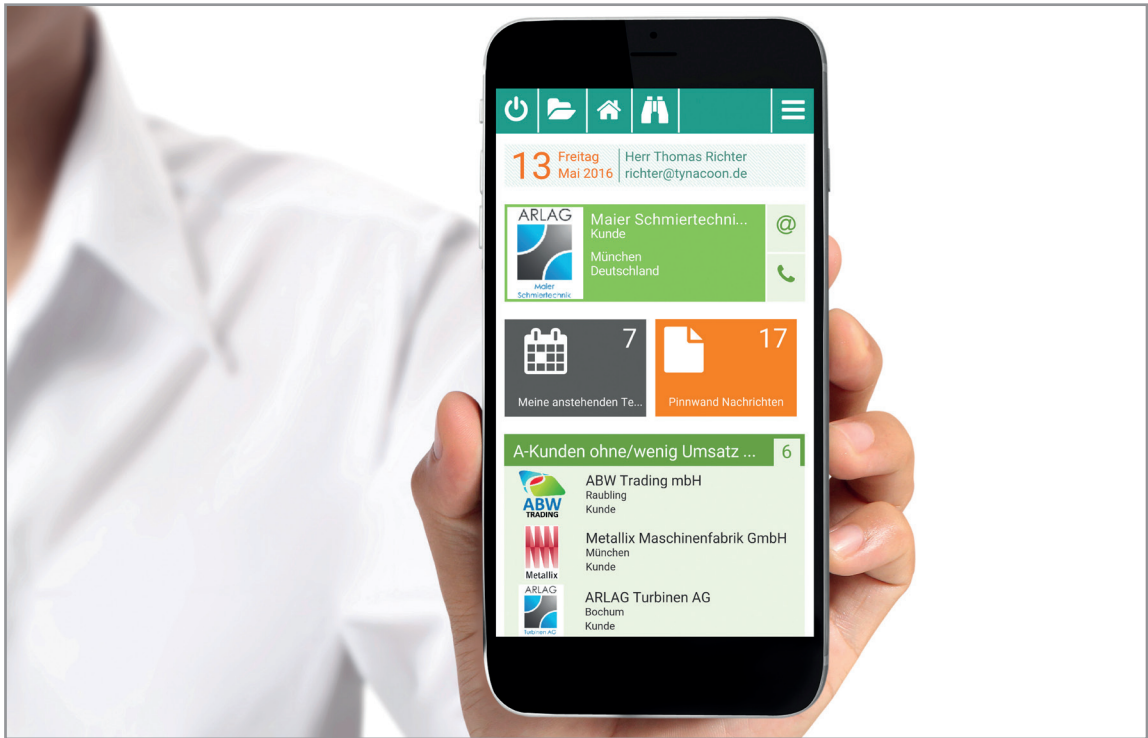 13
Freitag
Mai 2016
Herr Thomas Richter
richter@tynacoon.de
ARLAG
Maier
Schmiertechnik
Maier Schmiertechni...
Kunde
München
Deutschland
@
7
Meine anstehenden Te...
17
Pinnwand Nachrichten
A-Kunden ohne/wenig Umsatz ...
6
ABW
TRADING
ABW Trading mbH
Raubling
Kunde
Metallix
Metallix Maschinenfabrik GmbH
München
Kunde
ARLAG
Turbinen AG
ARLAG Turbinen AG
Bochum
Kunde